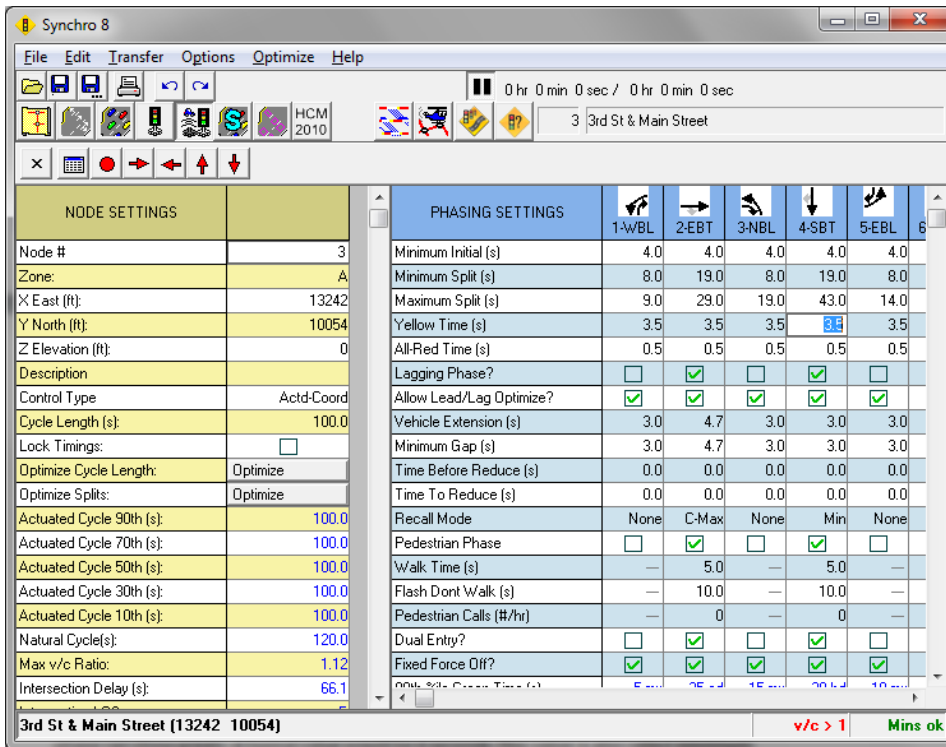 Synchro 8
File Edit Transfer Options Optimize Help
0 hr 0 min 0 sec / 0 hr 0 min 0 sec
HCM
2010
3 3rd St & Main Street
NODE SETTINGS
Node # 3
Zone: A
X East (ft): 13242
Y North (ft): 10054
Z Elevation (ft): 0
Description
Control Type Actd-Coord
Cycle Length (s): 100.0
Lock Timings:
Optimize Cycle Length: Optimize
Optimize Splits: Optimize
Actuated Cycle 90th (s): 100.0
Actuated Cycle 70th (s): 100.0
Actuated Cycle 50th (s): 100.0
Actuated Cycle 30th (s): 100.0
Actuated Cycle 10th (s): 100.0
Natural Cycle(s): 120.0
Max v/c Ratio: 1.12
Intersection Delay (s): 66.1
PHASING SETTINGS 1-WBL 2-EBT 3-NBL 4-SBT 5-EBL 6
Minimum Initial (s) 4.0 4.0 4.0 4.0 4.0
Minimum Split (s) 8.0 19.0 8.0 19.0 8.0
Maximum Split (s) 9.0 29.0 19.0 43.0 14.0
Yellow Time (s) 3.5 3.5 3.5 3.5 3.5
All-Red Time (s) 0.5 0.5 0.5 0.5 0.5
Lagging Phase?
Allow Lead/Lag Optimize?
Vehicle Extension (s) 3.0 4.7 3.0 3.0 3.0
Minimum Gap (s) 3.0 4.7 3.0 3.0 3.0
Time Before Reduce (s) 0.0 0.0 0.0 0.0 0.0
Time To Reduce (s) 0.0 0.0 0.0 0.0 0.0
Recall Mode None C-Max None Min None
Pedestrian Phase
Walk Time (s) — 5.0 — 5.0 —
Flash Dont Walk (s) — 10.0 — 10.0 —
Pedestrian Calls (#/hr) — 0 — 0 —
Dual Entry?
Fixed Force Off?
3rd St & Main Street (13242 10054) v/c > 1 Mins ok